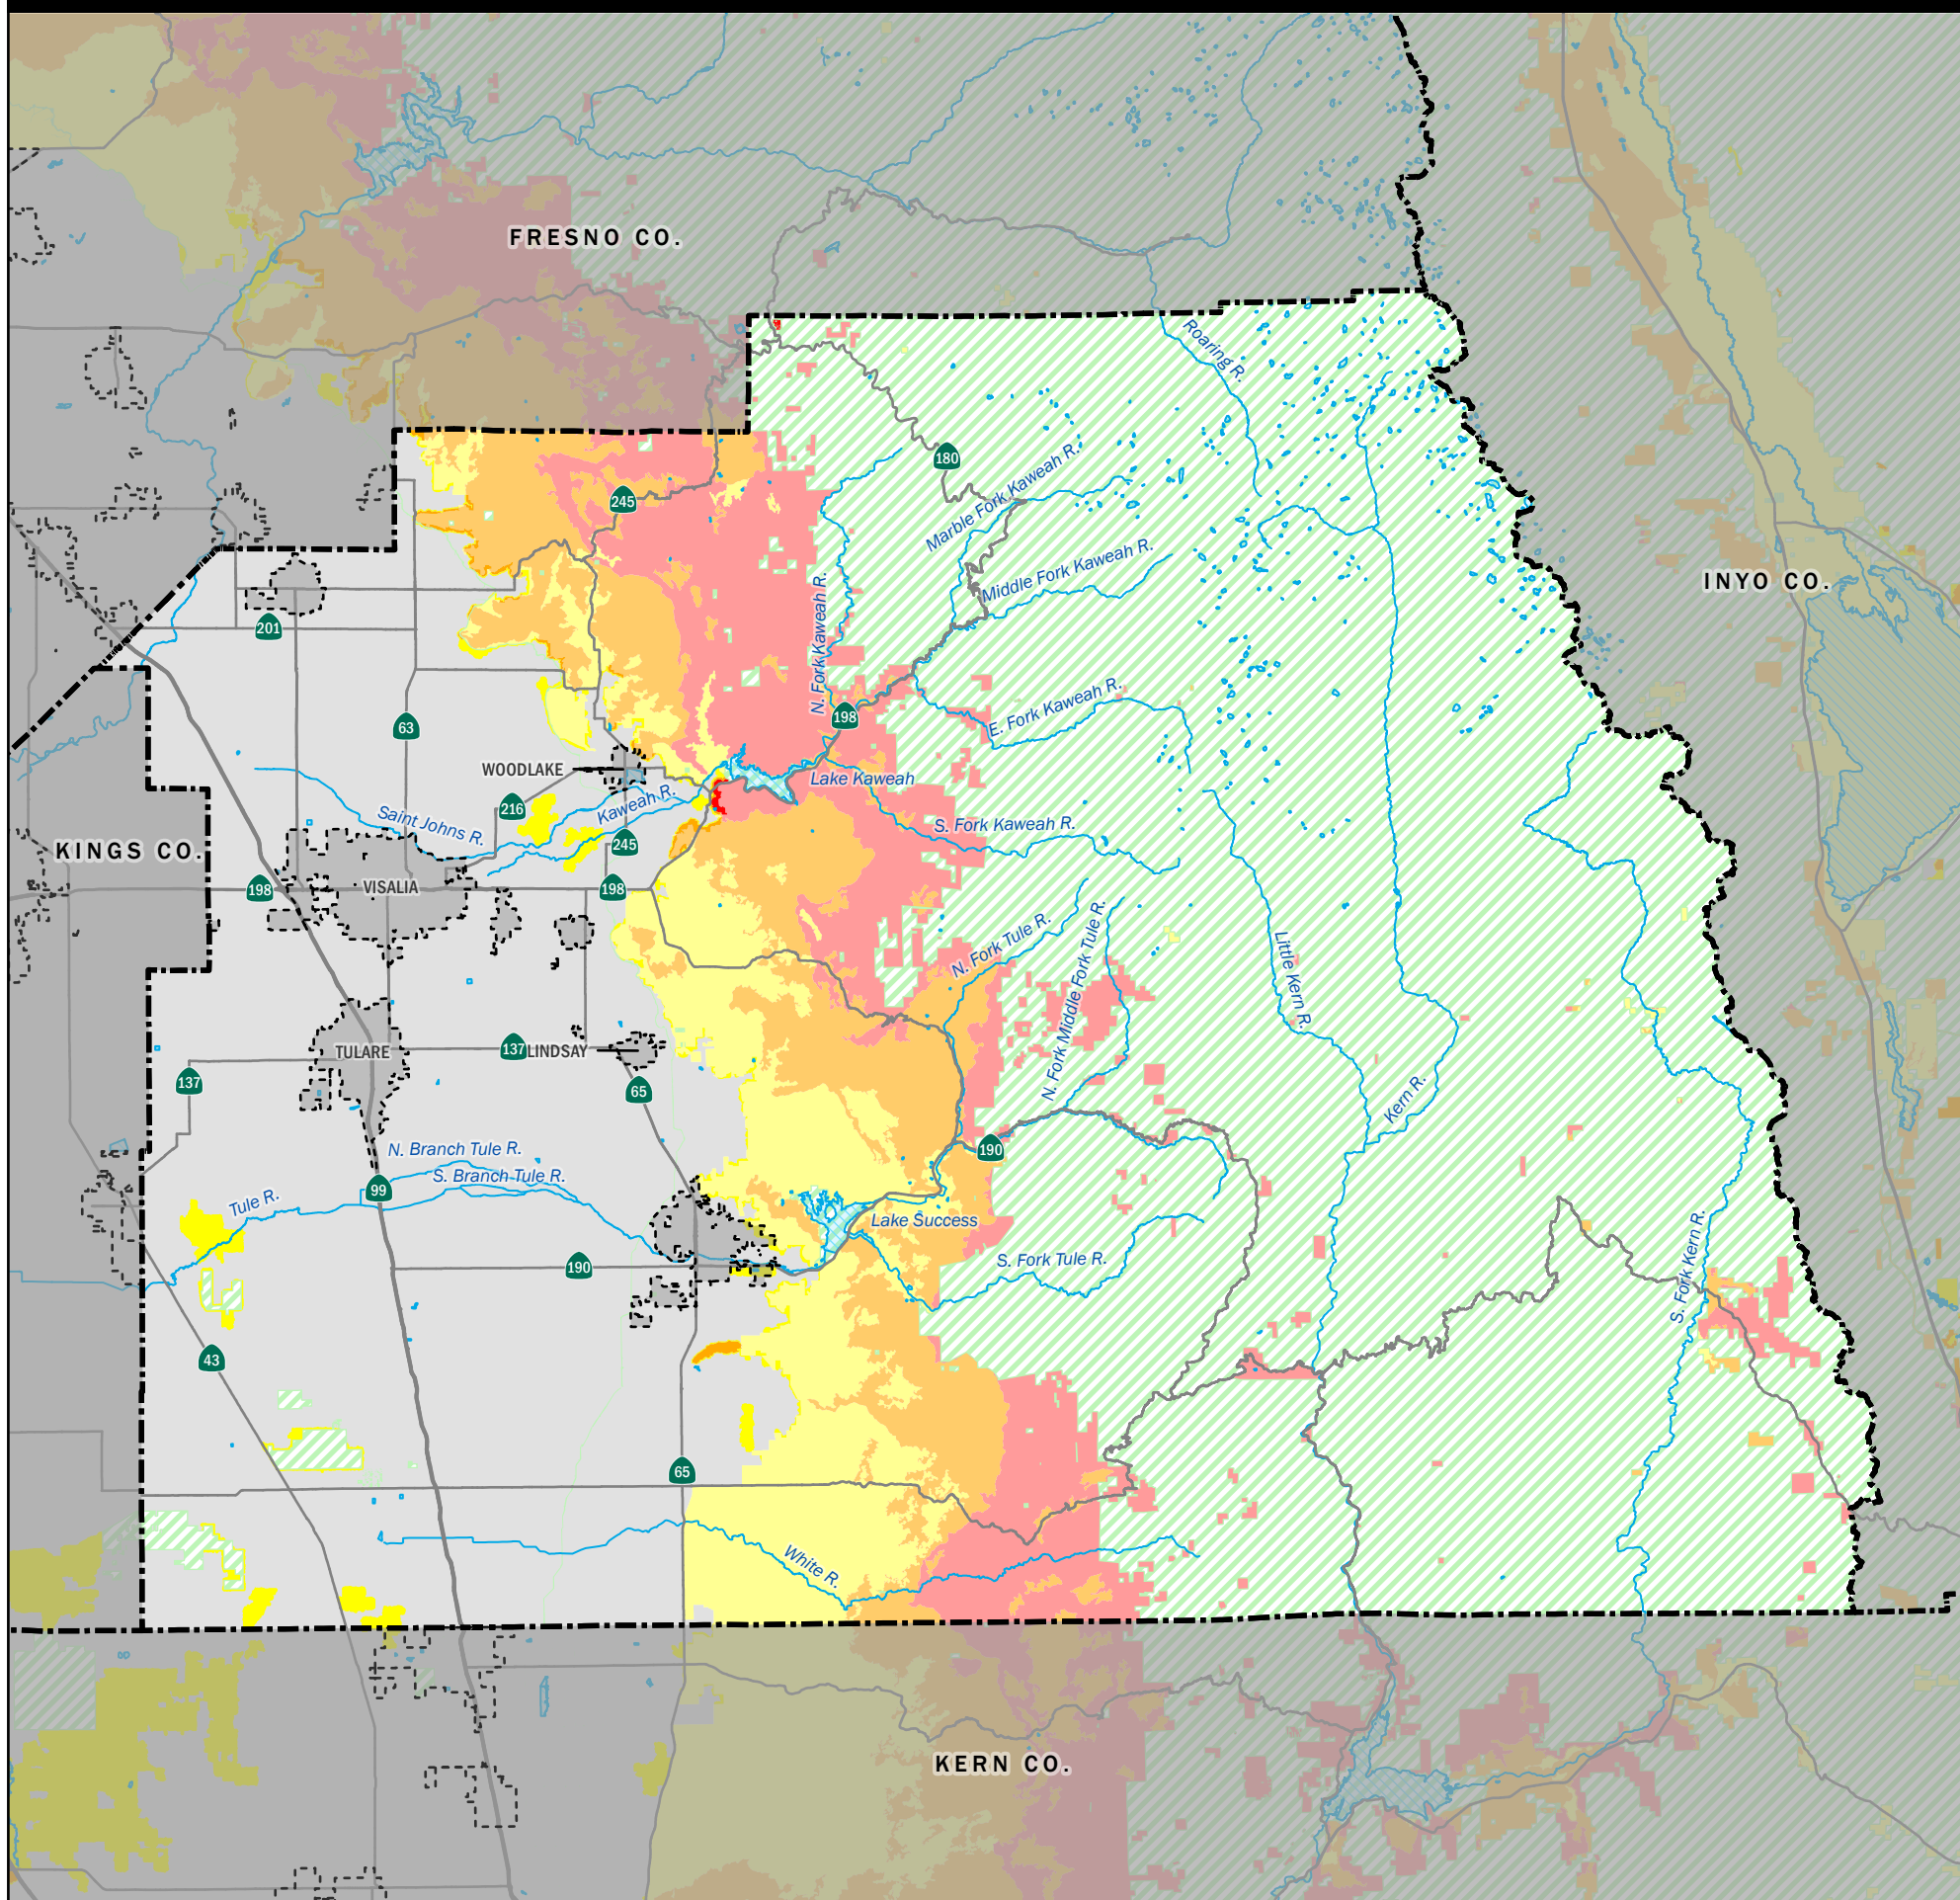 FRESNO CO.
Roaring R.
180
Marble Fork Kaweah R.
245
Middle Fork Kaweah R.
INYO CO.
N. Fork Kaweah R.
201
E. Fork Kaweah R.
198
63
WOODLAKE
Lake Kaweah
216
Kaweah R.
Saint Johns R.
S. Fork Kaweah R.
245
KINGS CO.
198
VISALIA
198
N. Fork Tule R.
N. Fork Middle Fork Tule R.
Little Kern R.
TULARE
137
LINDSAY
137
65
Kern R.
N. Branch Tule R.
190
S. Branch Tule R.
99
Tule R.
Lake Success
S. Fork Tule R.
190
S. Fork Kern R.
43
65
White R.
KERN CO.